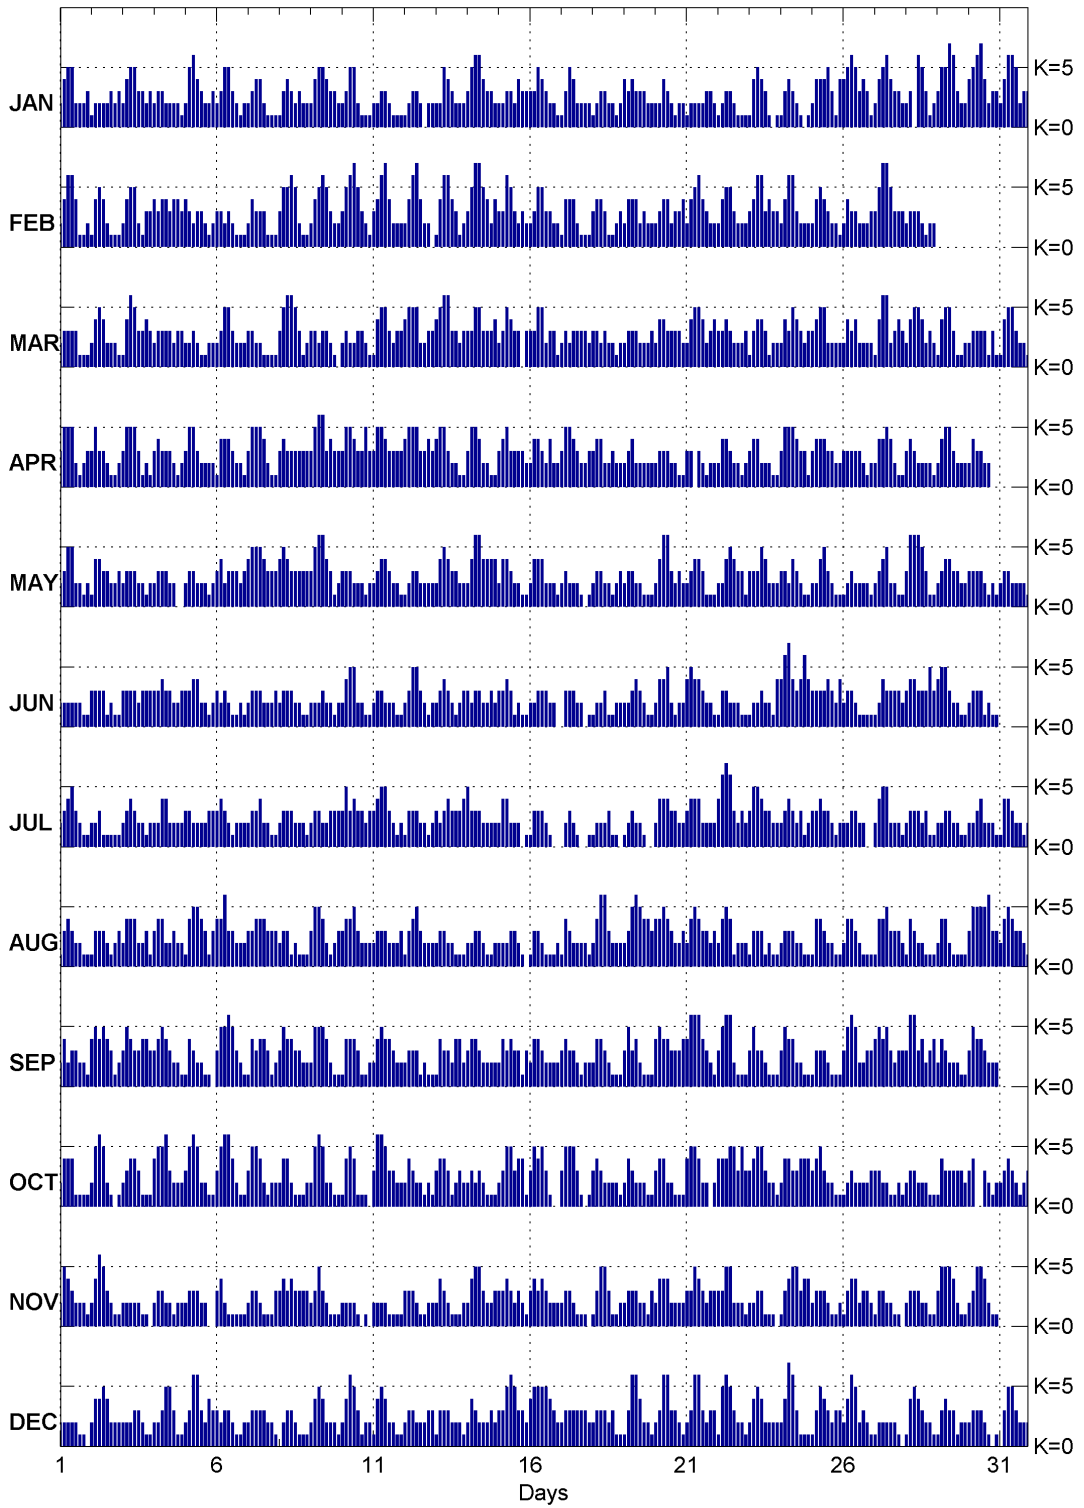 K=5
JAN
K=0
K=5
FEB
K=0
K=5
MAR
K=0
K=5
APR
K=0
K=5
MAY
K=0
K=5
JUN
K=0
K=5
JUL
K=0
K=5
AUG
K=0
K=5
SEP
K=0
K=5
OCT
K=0
K=5
NOV
K=0
K=5
DEC
K=0
1 6 11 16 21 26 31
Days